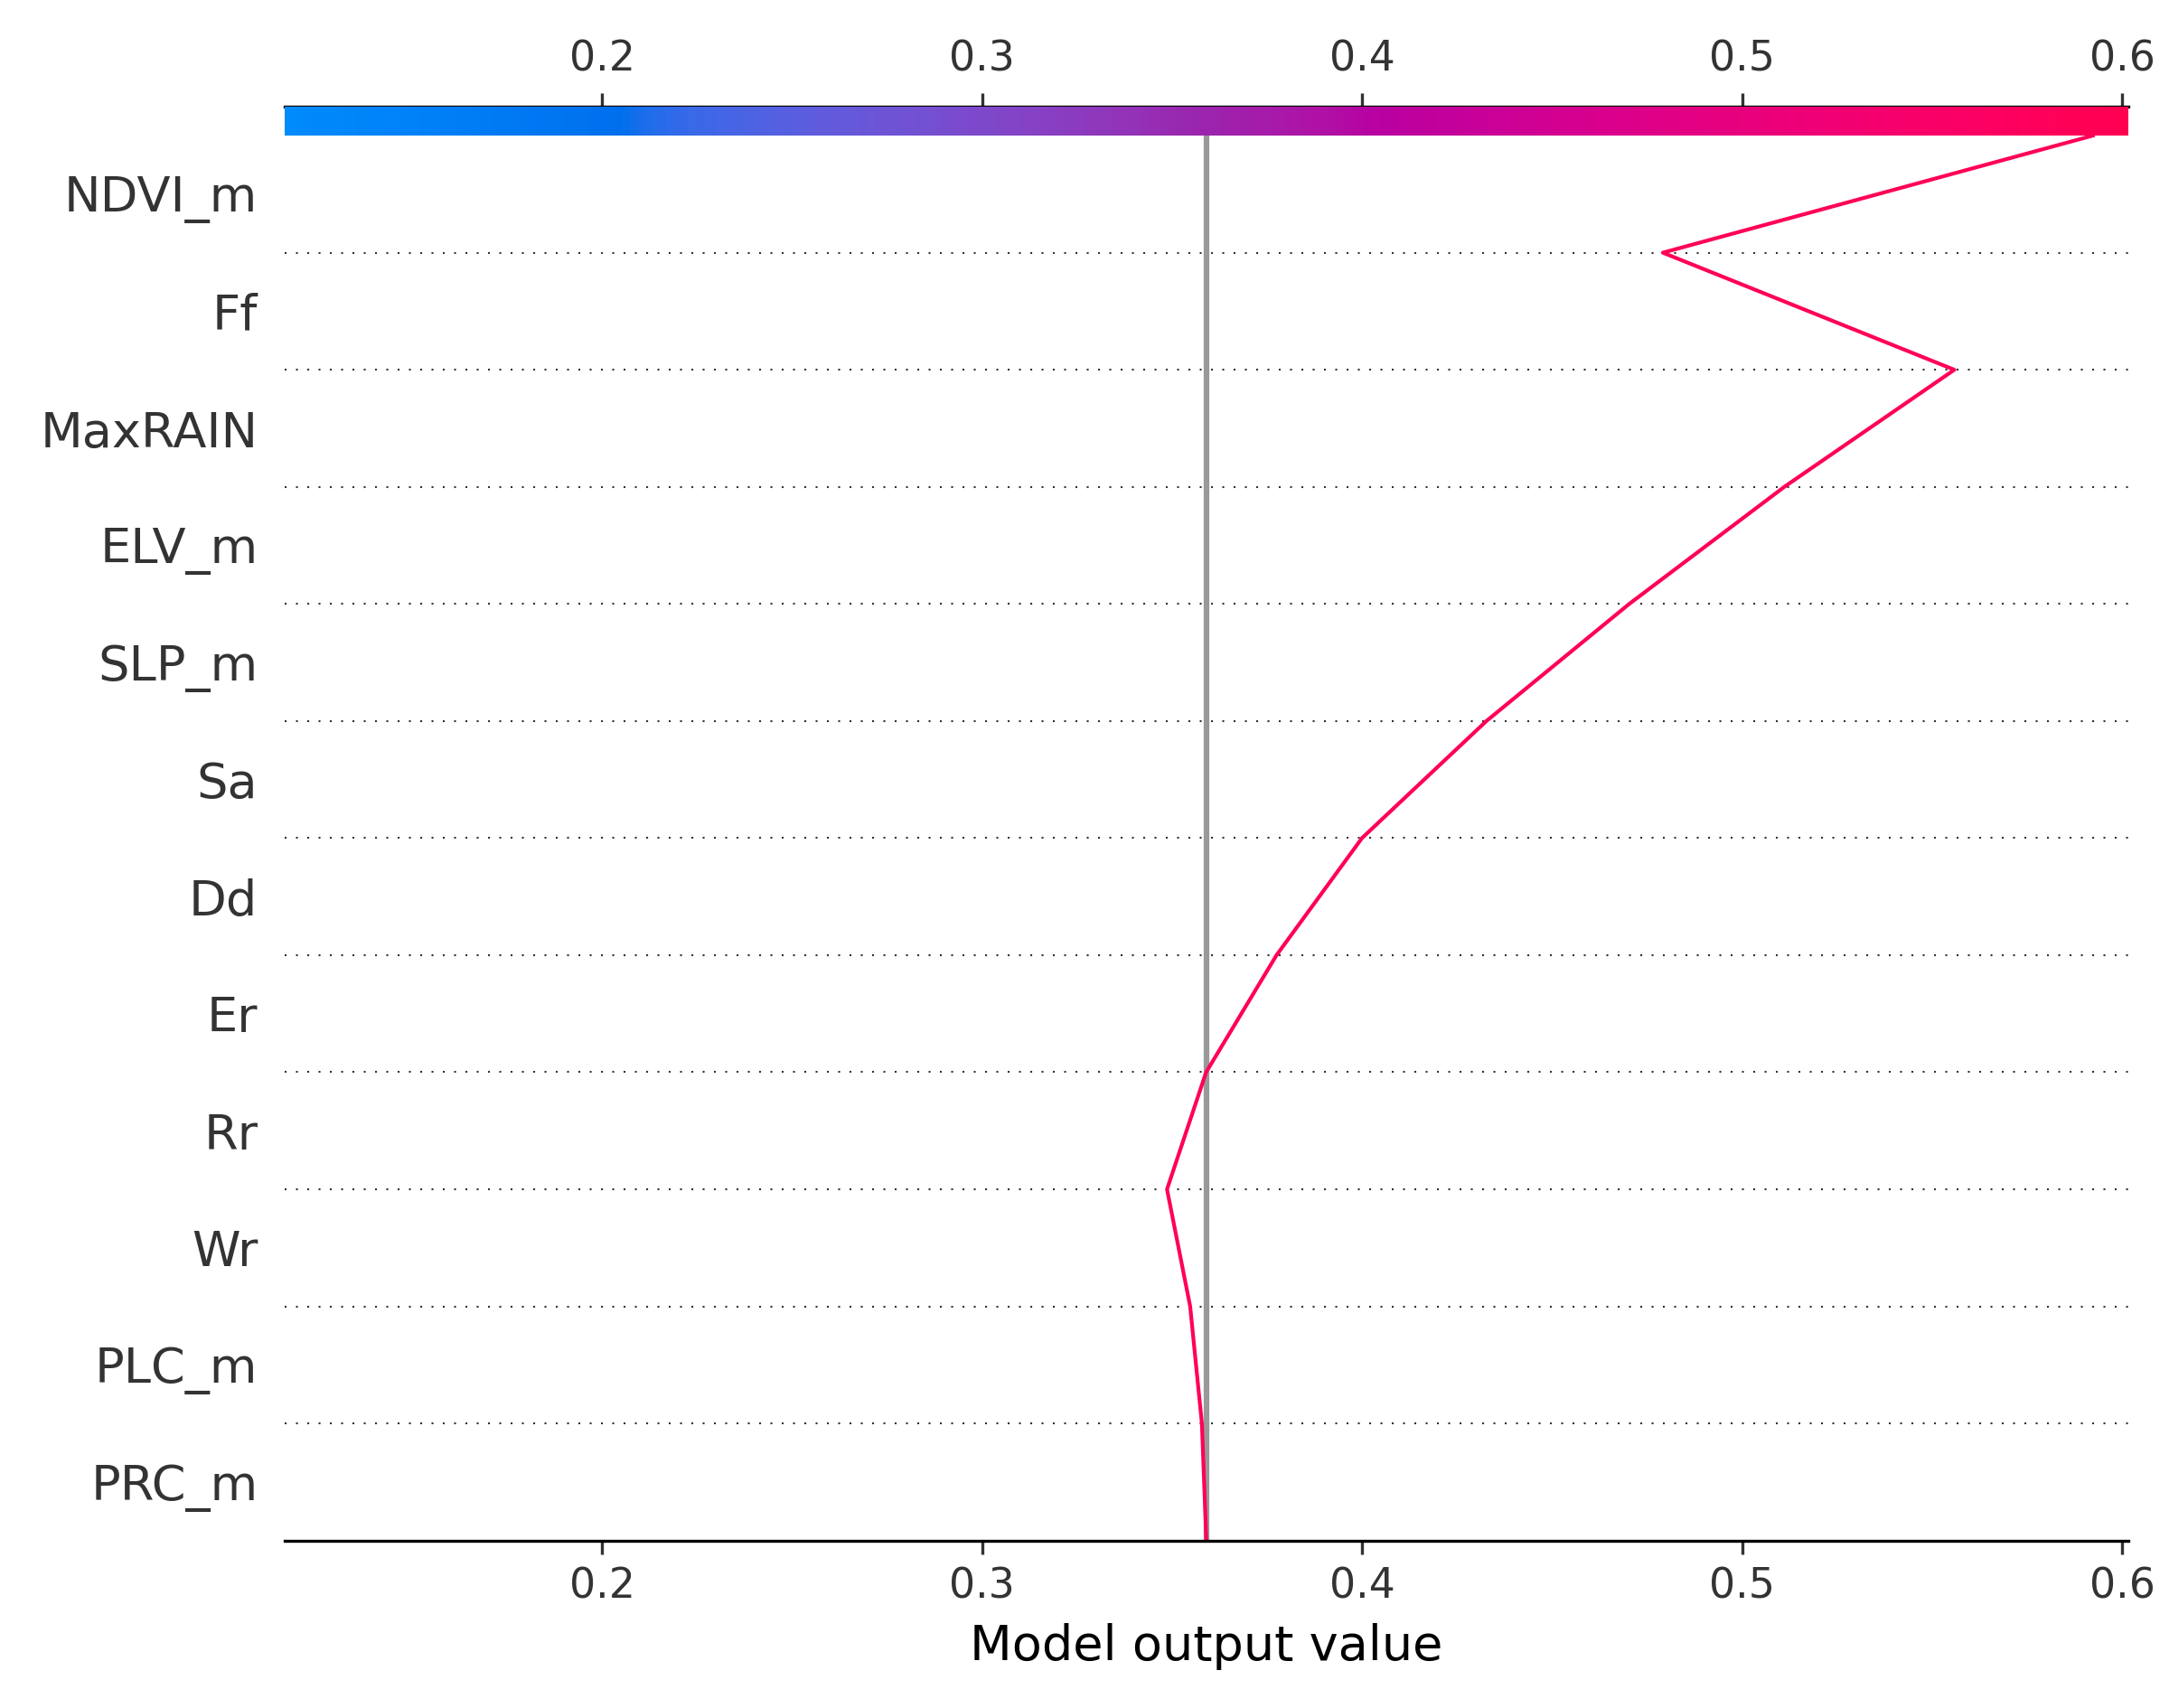 0.2 0.3 0.4 0.5 0.6
NDVI_m
Ff
MaxRAIN
ELV_m
SLP_m
Sa
Dd
Er
Rr
Wr
PLC_m
PRC_m
0.2 0.3 0.4 0.5 0.6
Model output value